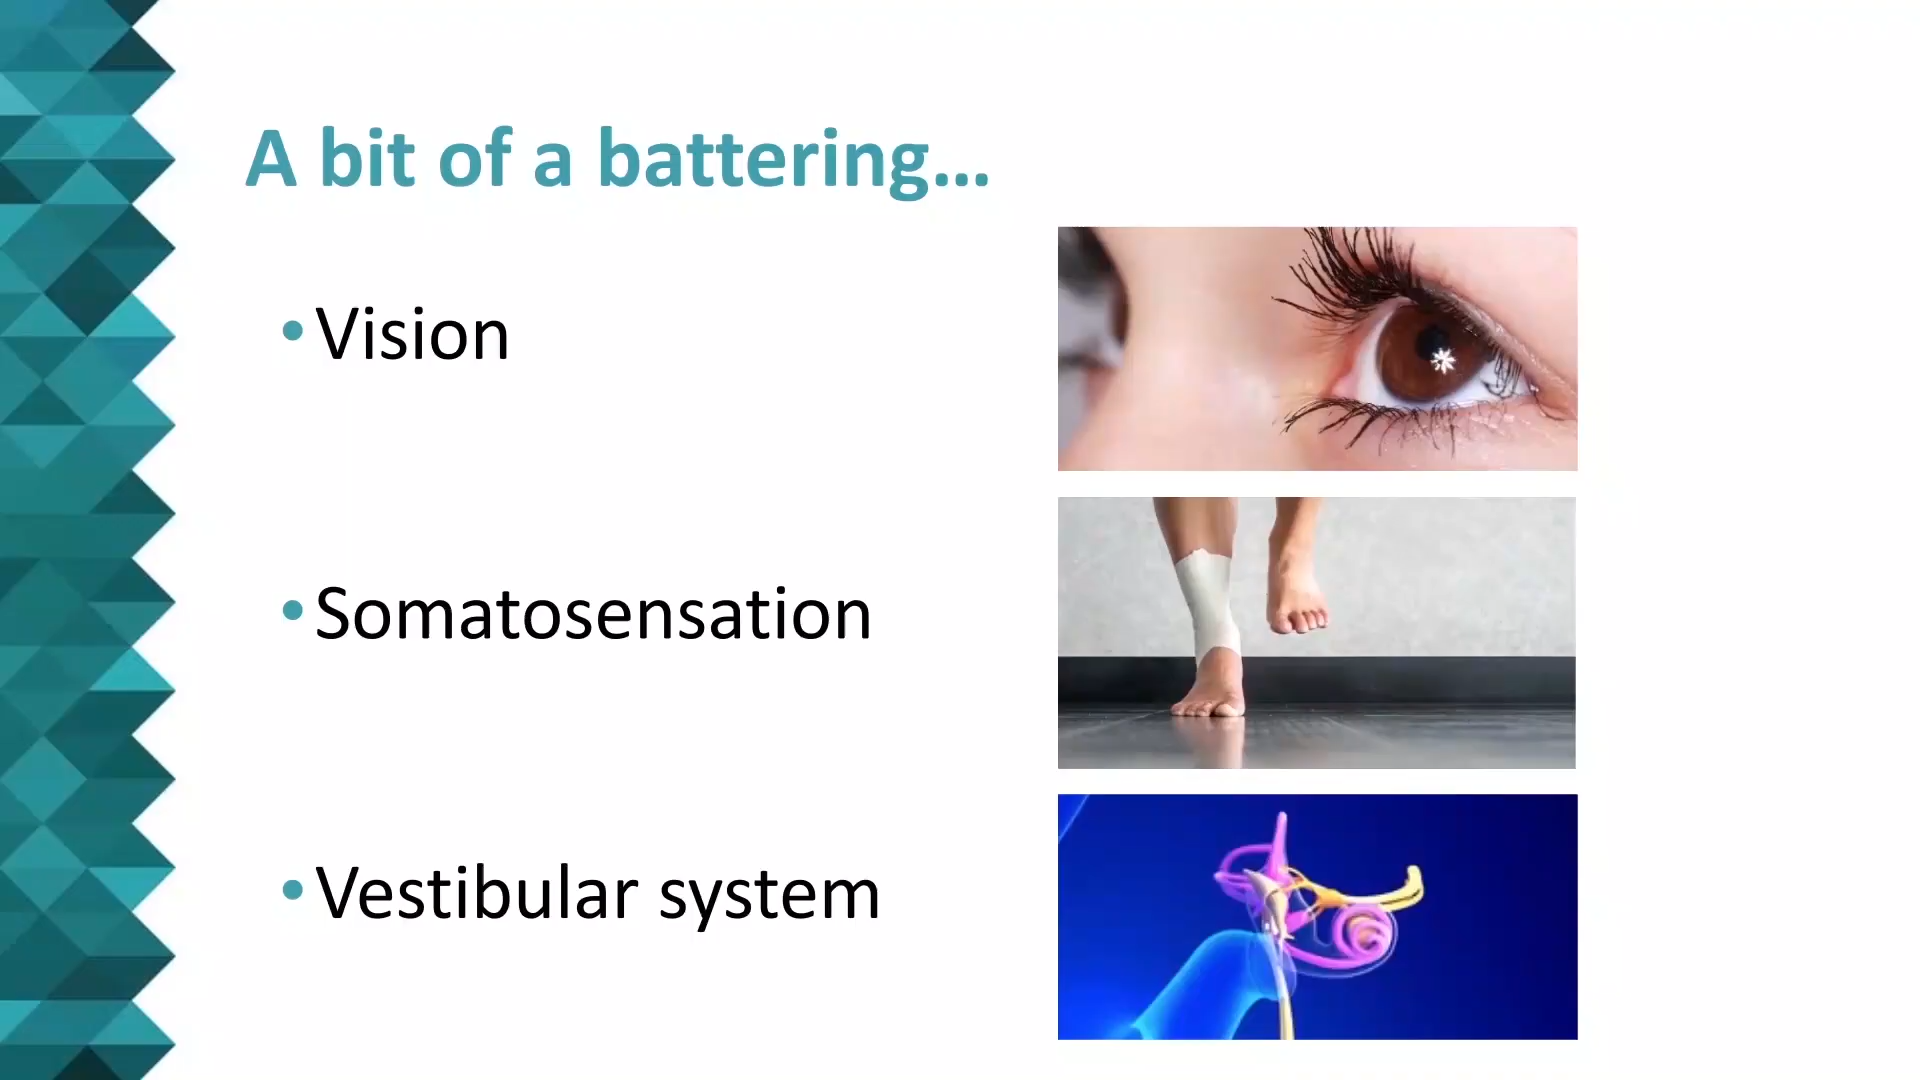 A bit of a battering...
• Vision
• Somatosensation
• Vestibular system